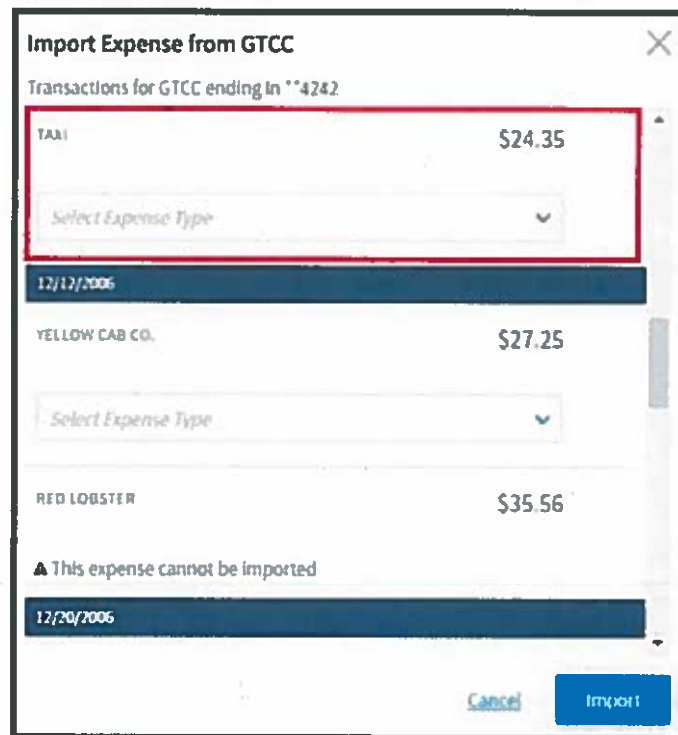 Import Expense from GTCC
Transactions for GTCC ending in **4242
TAXI
$24.35
Select Expense Type
12/12/2006
YELLOW CAB CO.
$27.25
Select Expense Type
RED LOBSTER
$35.56
This expense cannot be imported
12/20/2006
Cancel
Import